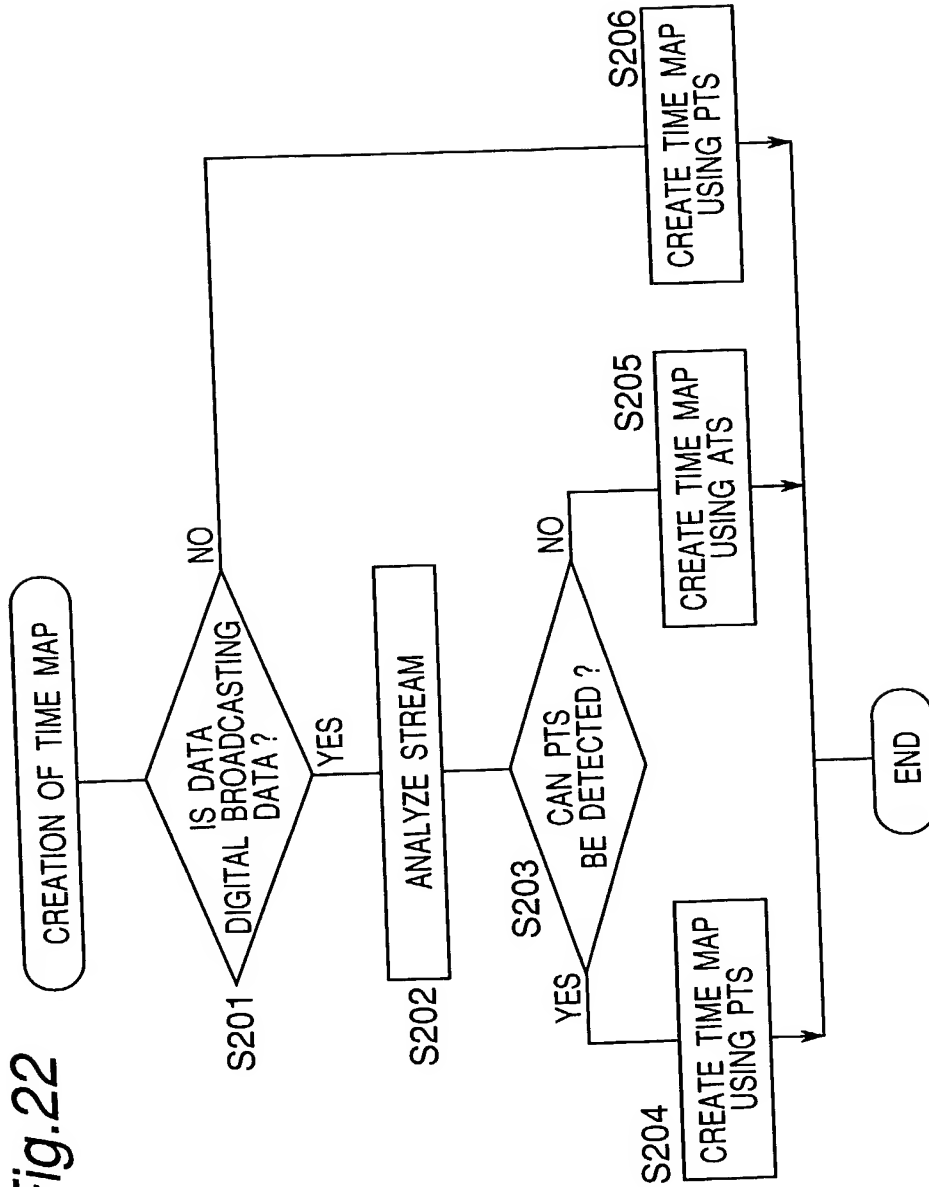 Fig.22
CREATION OF TIME MAP
S201
IS DATA
DIGITAL BROADCASTING
DATA?
NO
YES
S202
ANALYZE STREAM
S203
CAN PTS
BE DETECTED?
YES
NO
S204
CREATE TIME MAP
USING PTS
S205
CREATE TIME MAP
USING ATS
S206
CREATE TIME MAP
USING PTS
END